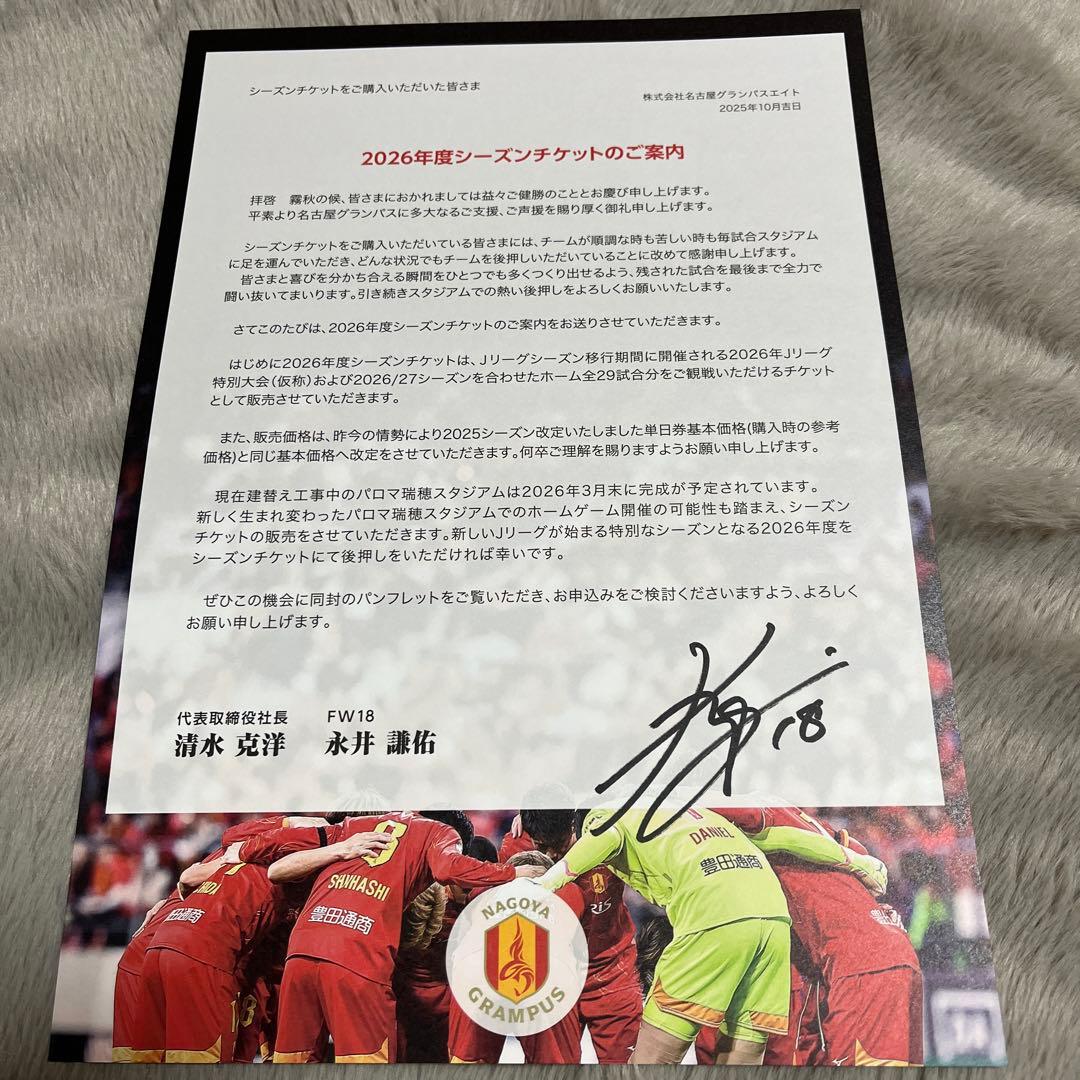 シーズンチケットをご購入いただいた皆さま
株式会社名古屋グランパスエイト
2025年10月吉日
2026年度シーズンチケットのご案内
拝啓　霧秋の候、皆さまにおかれましては益々ご健勝のこととお慶び申し上げます。
平素より名古屋グランパスに多大なるご支援、ご声援を賜り厚く御礼申し上げます。
シーズンチケットをご購入いただいている皆さまには、チームが順調な時も苦しい時も毎試合スタジアム
に足を運んでいただき、どんな状況でもチームを後押しいただいていることに改めて感謝申し上げます。
皆さまと喜びを分かち合える瞬間をひとつでも多くつくり出せるよう、残された試合を最後まで全力で
闘い抜いてまいります。引き続きスタジアムでの熱い後押しをよろしくお願いいたします。
さてこのたびは、2026年度シーズンチケットのご案内をお送りさせていただきます。
はじめに2026年度シーズンチケットは、Jリーグシーズン移行期間に開催される2026年Jリーグ
特別大会（仮称）および2026/27シーズンを合わせたホーム全29試合分をご観戦いただけるチケット
として販売させていただきます。
また、販売価格は、昨今の情勢により2025シーズン改定いたしました単日券基本価格(購入時の参考
価格)と同じ基本価格へ改定をさせていただきます。何卒ご理解を賜りますようお願い申し上げます。
現在建替え工事中のパロマ瑞穂スタジアムは2026年3月末に完成が予定されています。
新しく生まれ変わったパロマ瑞穂スタジアムでのホームゲーム開催の可能性も踏まえ、シーズン
チケットの販売をさせていただきます。新しいJリーグが始まる特別なシーズンとなる2026年度を
シーズンチケットにて後押しをいただければ幸いです。
ぜひこの機会に同封のパンフレットをご覧いただき、お申込みをご検討くださいますよう、よろしく
お願い申し上げます。
代表取締役社長　FW18
清水 克洋　永井 謙佑
18
8
SHIIHASHI
豊田通商
豊田通商
DANIEL
豊田通商
NAGOYA
GRAMPUS
14